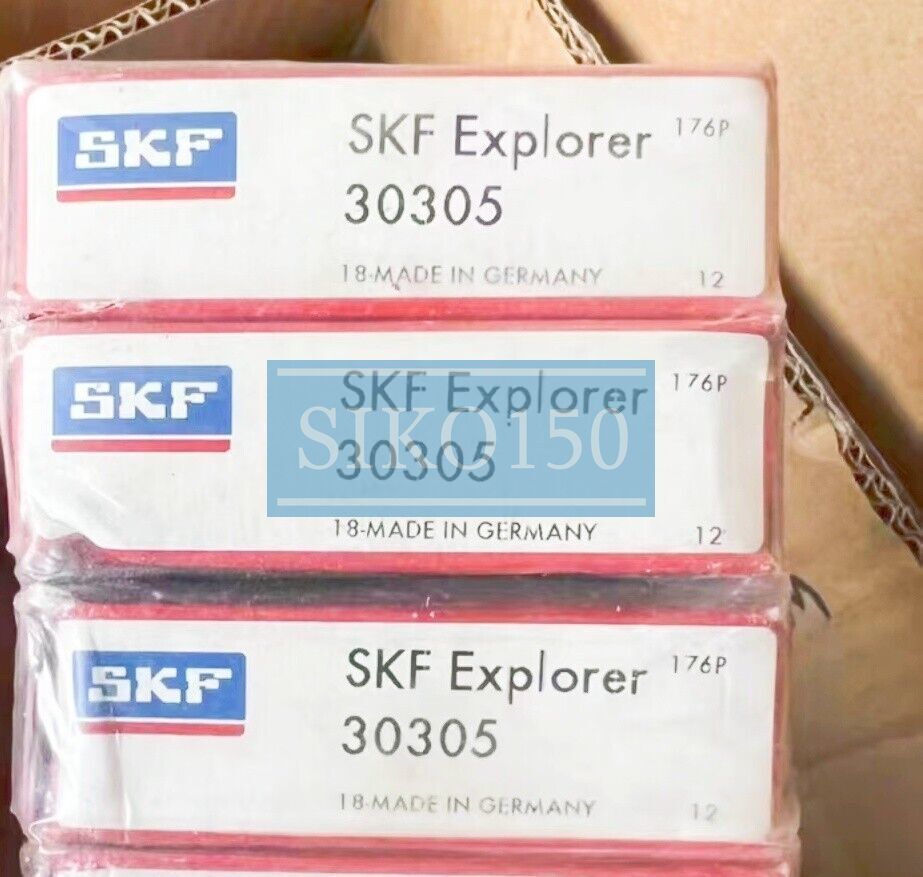 SKF
SKF Explorer 176P
30305
18-MADE IN GERMANY 12
SKF
SKF Explorer 176P
SIKO150
30305
18-MADE IN GERMANY 12
SKF
SKF Explorer 176P
30305
18-MADE IN GERMANY 12